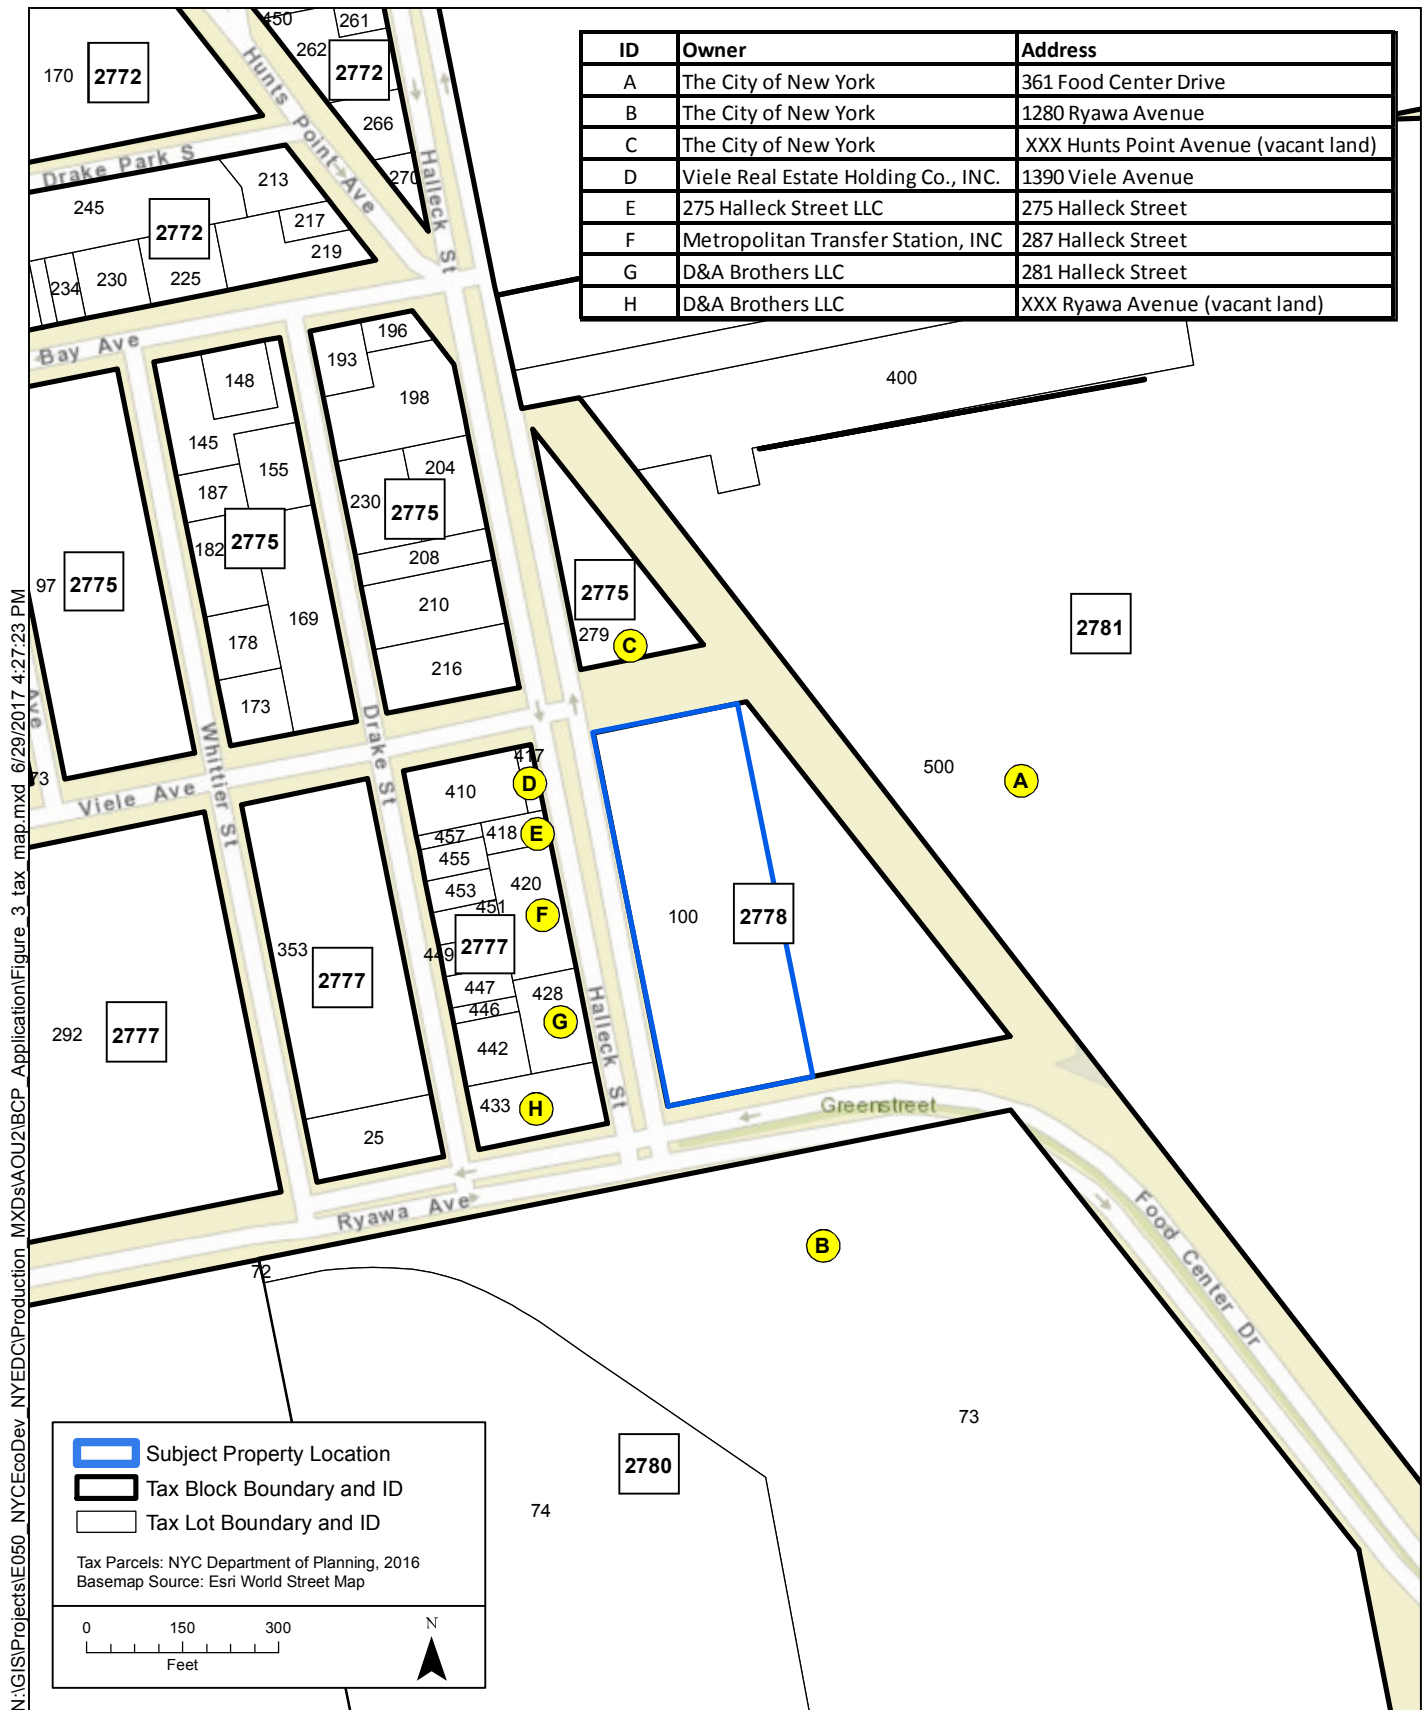 ID Owner Address
A The City of New York 361 Food Center Drive
B The City of New York 1280 Ryawa Avenue
C The City of New York XXX Hunts Point Avenue (vacant land)
D Viele Real Estate Holding Co., INC. 1390 Viele Avenue
E 275 Halleck Street LLC 275 Halleck Street
F Metropolitan Transfer Station, INC 287 Halleck Street
G D&A Brothers LLC 281 Halleck Street
H D&A Brothers LLC XXX Ryawa Avenue (vacant land)
450
261
262
2772
170
2772
266
270
Hunts Point Ave
Halleck St
Drake Park S
213
245
2772
217
219
234
230
225
Bay Ave
196
193
198
148
145
155
187
204
230
2775
182
2775
208
210
97
2775
169
178
216
173
400
2775
279
C
2781
Ave
73
Whittier St
Drake St
Viele Ave
500
A
417
D
410
457
418
E
455
453
420
451
F
449
2777
447
446
428
G
442
433
H
Halleck St
100
2778
353
2777
292
2777
25
Greenstreet
Ryawa Ave
Food Center Dr
B
72
73
2780
74
Subject Property Location
Tax Block Boundary and ID
Tax Lot Boundary and ID
Tax Parcels: NYC Department of Planning, 2016
Basemap Source: Esri World Street Map
0 150 300
Feet
N
N:\GIS\Projects\E050_NYCEcoDev_NYEDC\Production_MXDs\AOU2\BCP_Application\Figure_3_tax_map.mxd 6/29/2017 4:27:23 PM